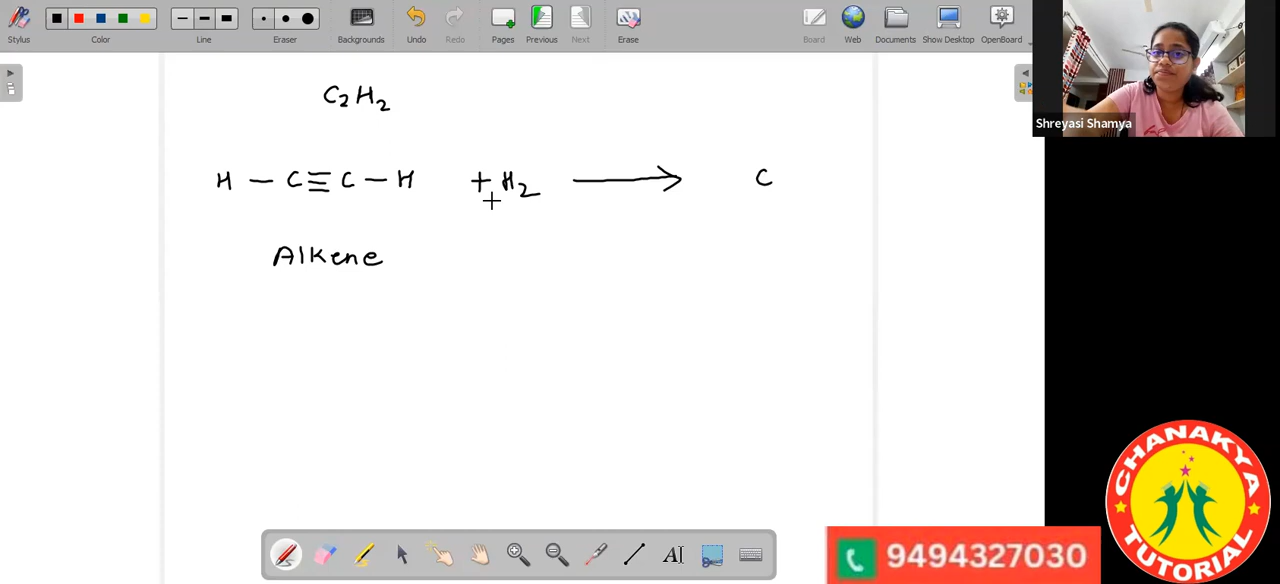 Stylus
Color
Line
Eraser
Backgrounds
Undo
Redo
Pages
Previous
Next
Erase
Board
Web
Documents
Show Desktop
OpenBoard
Shreyasi Shamya
C₂H₂
H — C ≡ C — H + H₂ ⟶ C
Alkene
AI
9494327030
CHANAKYA
TUTORIAL